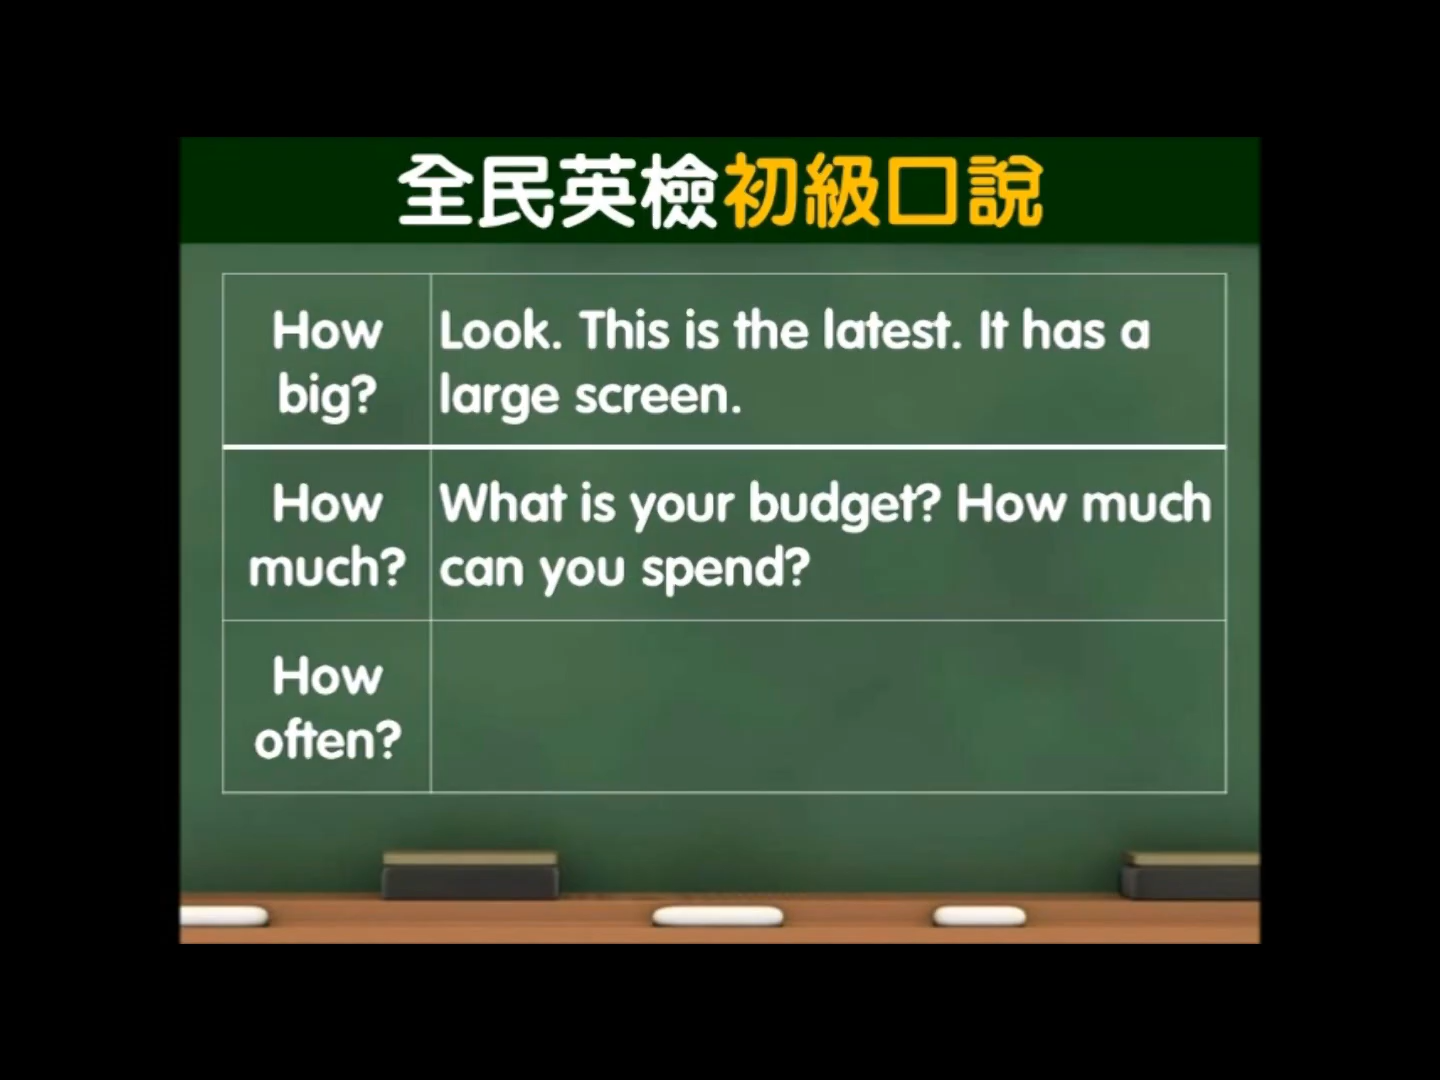 全民英檢初級口說
How
big?
Look. This is the latest. It has a
large screen.
How
much?
What is your budget? How much
can you spend?
How
often?